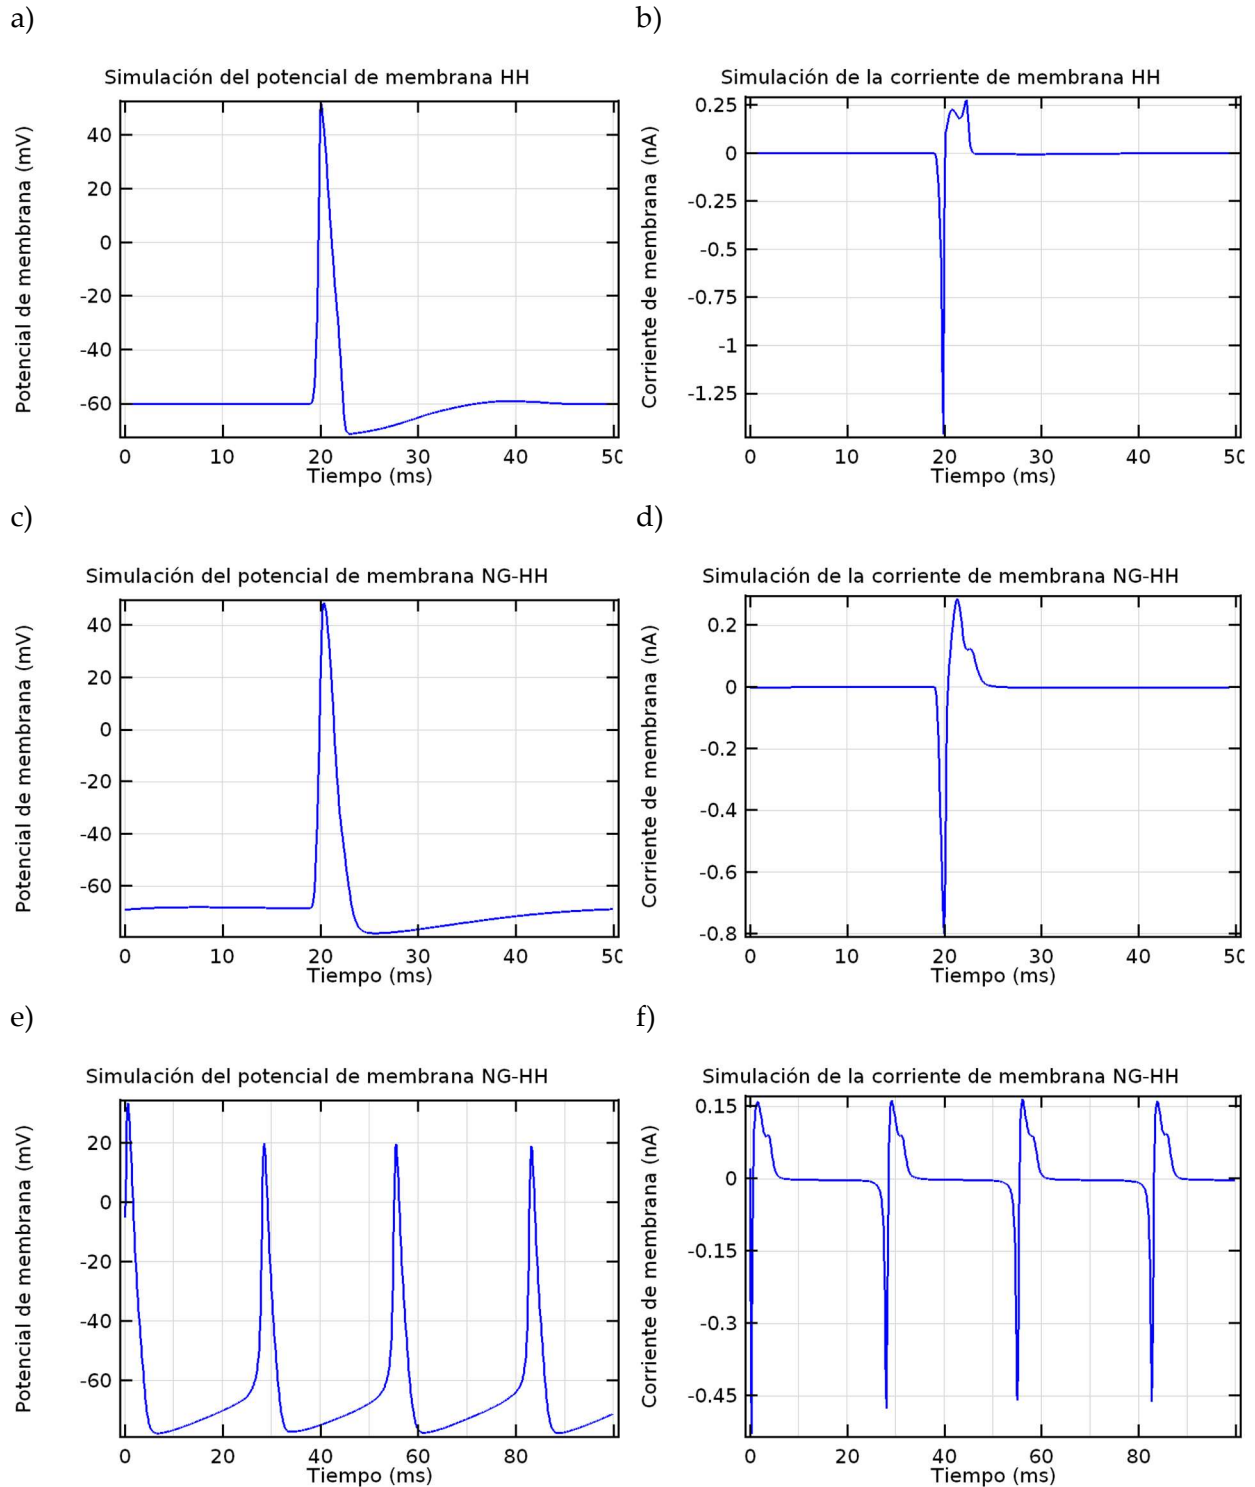 a)
b)
Simulación del potencial de membrana HH
Potencial de membrana (mV)
40
20
0
-20
-40
-60
0 10 20 30 40 50
Tiempo (ms)
Simulación de la corriente de membrana HH
Corriente de membrana (nA)
0.25
0
-0.25
-0.5
-0.75
-1
-1.25
0 10 20 30 40 50
Tiempo (ms)
c)
d)
Simulación del potencial de membrana NG-HH
Potencial de membrana (mV)
40
20
0
-20
-40
-60
0 10 20 30 40 50
Tiempo (ms)
Simulación de la corriente de membrana NG-HH
Corriente de membrana (nA)
0.2
0
-0.2
-0.4
-0.6
-0.8
0 10 20 30 40 50
Tiempo (ms)
e)
f)
Simulación del potencial de membrana NG-HH
Potencial de membrana (mV)
20
0
-20
-40
-60
0 20 40 60 80
Tiempo (ms)
Simulación de la corriente de membrana NG-HH
Corriente de membrana (nA)
0.15
0
-0.15
-0.3
-0.45
0 20 40 60 80
Tiempo (ms)